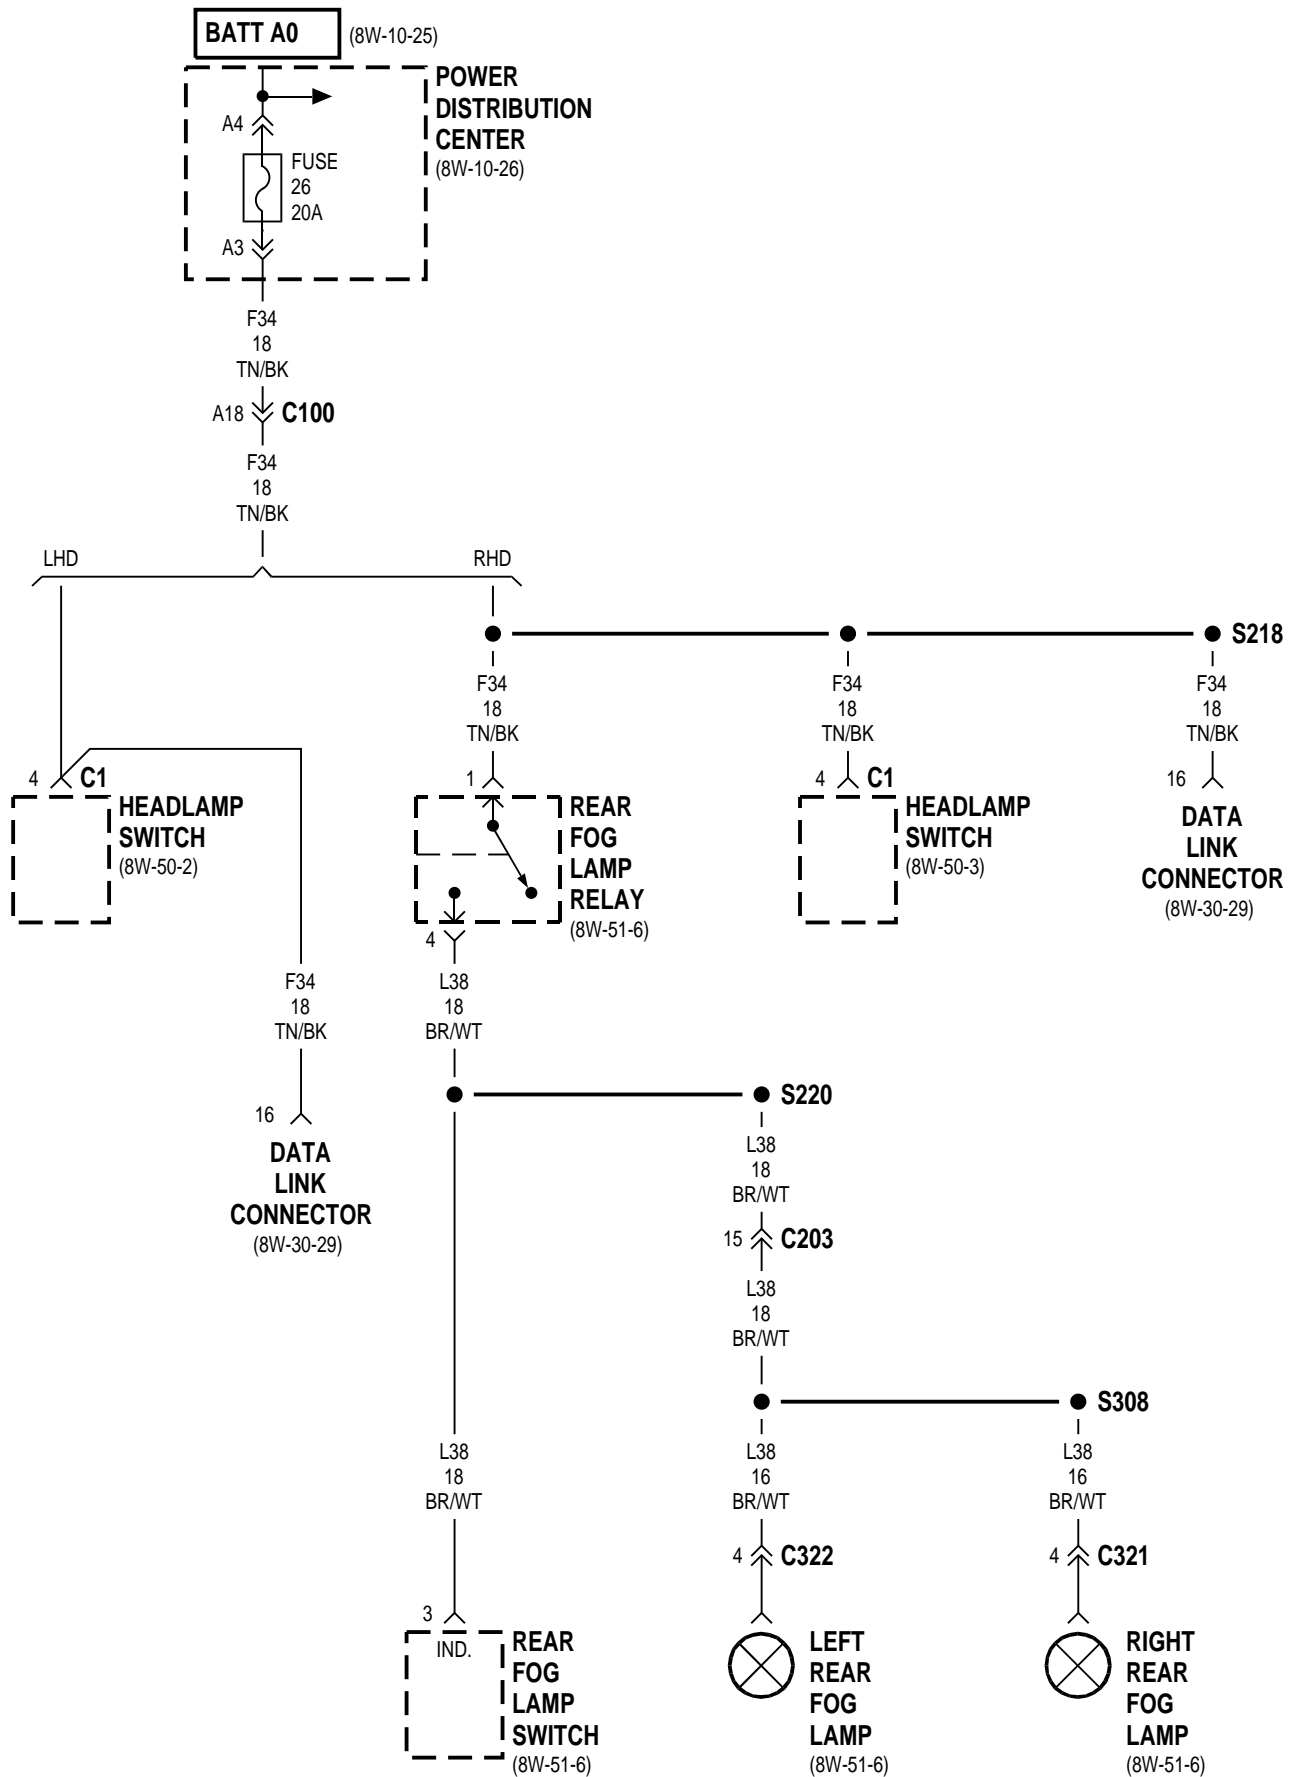 BATT A0
(8W-10-25)
POWER
DISTRIBUTION
CENTER
(8W-10-26)
A4
FUSE
26
20A
A3
F34
18
TN/BK
A18
C100
F34
18
TN/BK
LHD
RHD
S218
F34
18
TN/BK
F34
18
TN/BK
F34
18
TN/BK
4
C1
HEADLAMP
SWITCH
(8W-50-2)
1
REAR
FOG
LAMP
RELAY
(8W-51-6)
4
4
C1
HEADLAMP
SWITCH
(8W-50-3)
16
DATA
LINK
CONNECTOR
(8W-30-29)
F34
18
TN/BK
16
DATA
LINK
CONNECTOR
(8W-30-29)
L38
18
BR/WT
S220
L38
18
BR/WT
15
C203
L38
18
BR/WT
S308
L38
18
BR/WT
L38
16
BR/WT
L38
16
BR/WT
4
C322
4
C321
3
IND.
REAR
FOG
LAMP
SWITCH
(8W-51-6)
LEFT
REAR
FOG
LAMP
(8W-51-6)
RIGHT
REAR
FOG
LAMP
(8W-51-6)